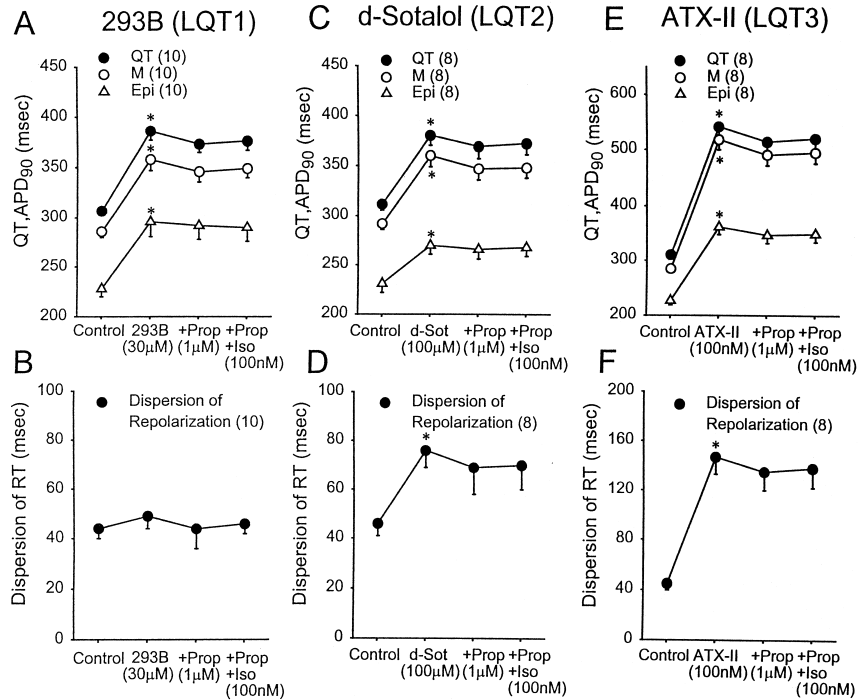 A 293B (LQT1)
QT (10)
M (10)
Epi (10)
QT,APD90 (msec)
450
400
350
300
250
200
*
*
*
Control 293B +Prop +Prop
(30µM) (1µM) +Iso
(100nM)
C d-Sotalol (LQT2)
QT (8)
M (8)
Epi (8)
QT,APD90 (msec)
450
400
350
300
250
200
*
*
*
Control d-Sot +Prop +Prop
(100µM) (1µM) +Iso
(100nM)
E ATX-II (LQT3)
QT (8)
M (8)
Epi (8)
QT,APD90 (msec)
600
500
400
300
200
*
*
*
Control ATX-II +Prop +Prop
(100nM) (1µM) +Iso
(100nM)
B
Dispersion of
Repolarization (10)
Dispersion of RT (msec)
100
80
60
40
20
0
Control 293B +Prop +Prop
(30µM) (1µM) +Iso
(100nM)
D
Dispersion of
Repolarization (8)
Dispersion of RT (msec)
100
80
60
40
20
0
*
Control d-Sot +Prop +Prop
(100µM) (1µM) +Iso
(100nM)
F
Dispersion of
Repolarization (8)
Dispersion of RT (msec)
200
160
120
80
40
0
*
Control ATX-II +Prop +Prop
(100nM) (1µM) +Iso
(100nM)